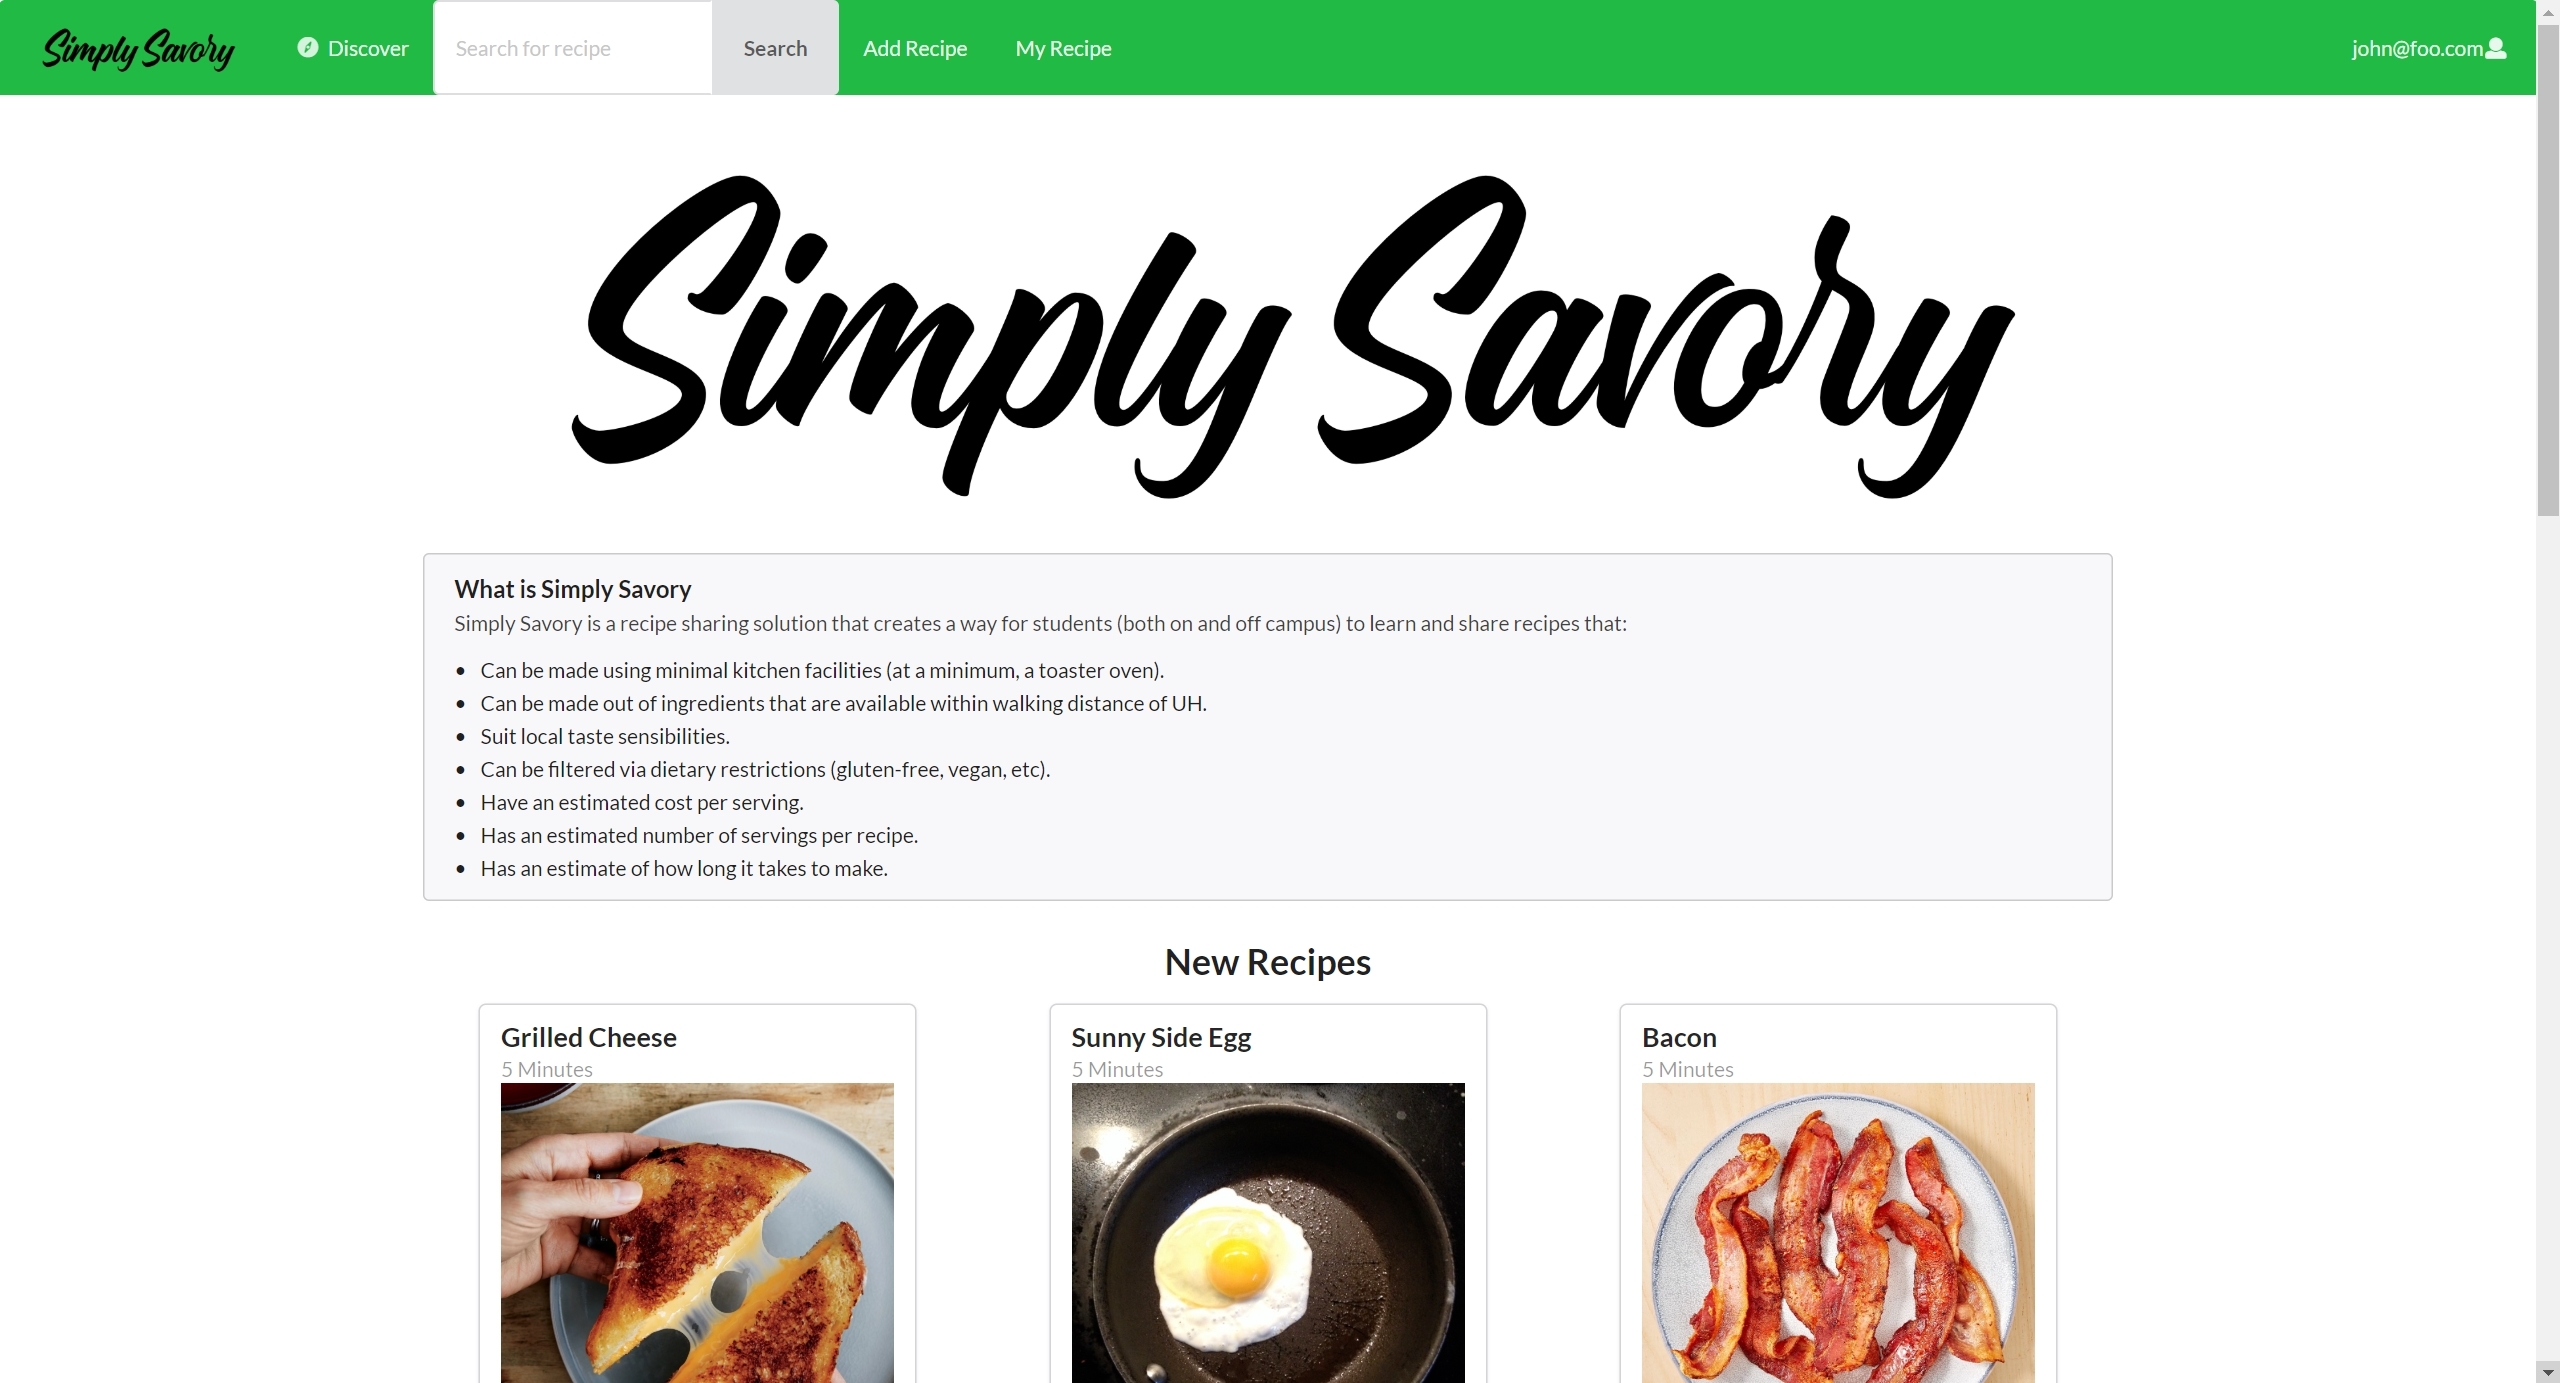 Simply Savory Discover Search for recipe Search Add Recipe My Recipe john@foo.com
Simply Savory
What is Simply Savory
Simply Savory is a recipe sharing solution that creates a way for students (both on and off campus) to learn and share recipes that:
• Can be made using minimal kitchen facilities (at a minimum, a toaster oven).
• Can be made out of ingredients that are available within walking distance of UH.
• Suit local taste sensibilities.
• Can be filtered via dietary restrictions (gluten-free, vegan, etc).
• Have an estimated cost per serving.
• Has an estimated number of servings per recipe.
• Has an estimate of how long it takes to make.
New Recipes
Grilled Cheese
5 Minutes
Sunny Side Egg
5 Minutes
Bacon
5 Minutes